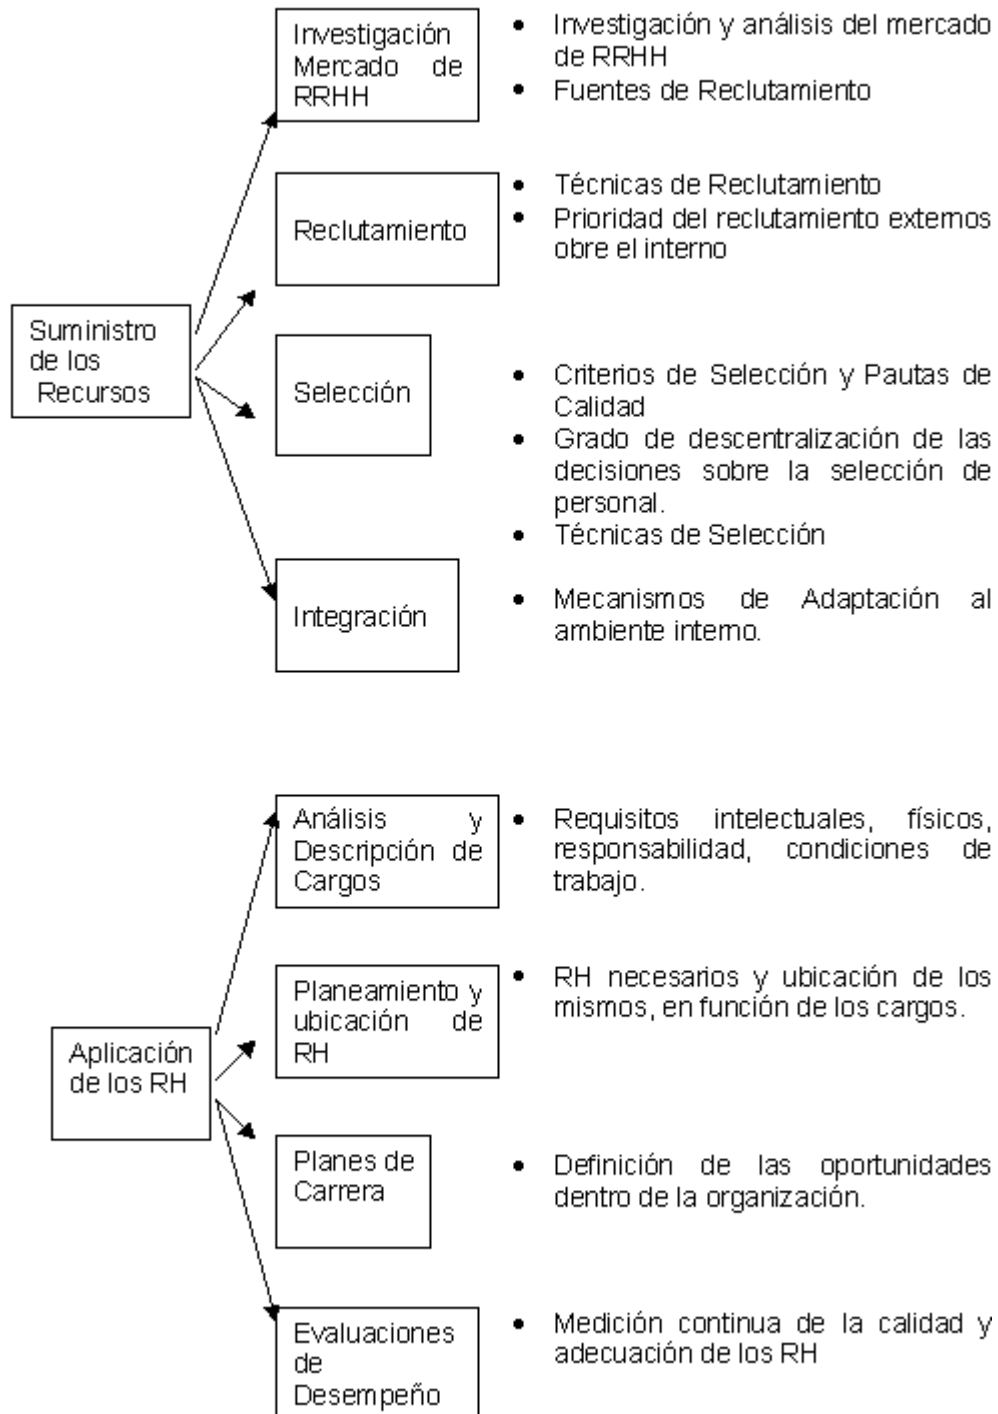 Investigación
Mercado de
RRHH
• Investigación y análisis del mercado
de RRHH
• Fuentes de Reclutamiento
Reclutamiento
• Técnicas de Reclutamiento
• Prioridad del reclutamiento externos
obre el interno
Suministro
de los
Recursos
Selección
• Criterios de Selección y Pautas de
Calidad
• Grado de descentralización de las
decisiones sobre la selección de
personal.
• Técnicas de Selección
Integración
• Mecanismos de Adaptación al
ambiente interno.
Análisis y
Descripción de
Cargos
• Requisitos intelectuales, físicos,
responsabilidad, condiciones de
trabajo.
Planeamiento y
ubicación de
RH
• RH necesarios y ubicación de los
mismos, en función de los cargos.
Aplicación
de los RH
Planes de
Carrera
• Definición de las oportunidades
dentro de la organización.
Evaluaciones
de
Desempeño
• Medición continua de la calidad y
adecuación de los RH